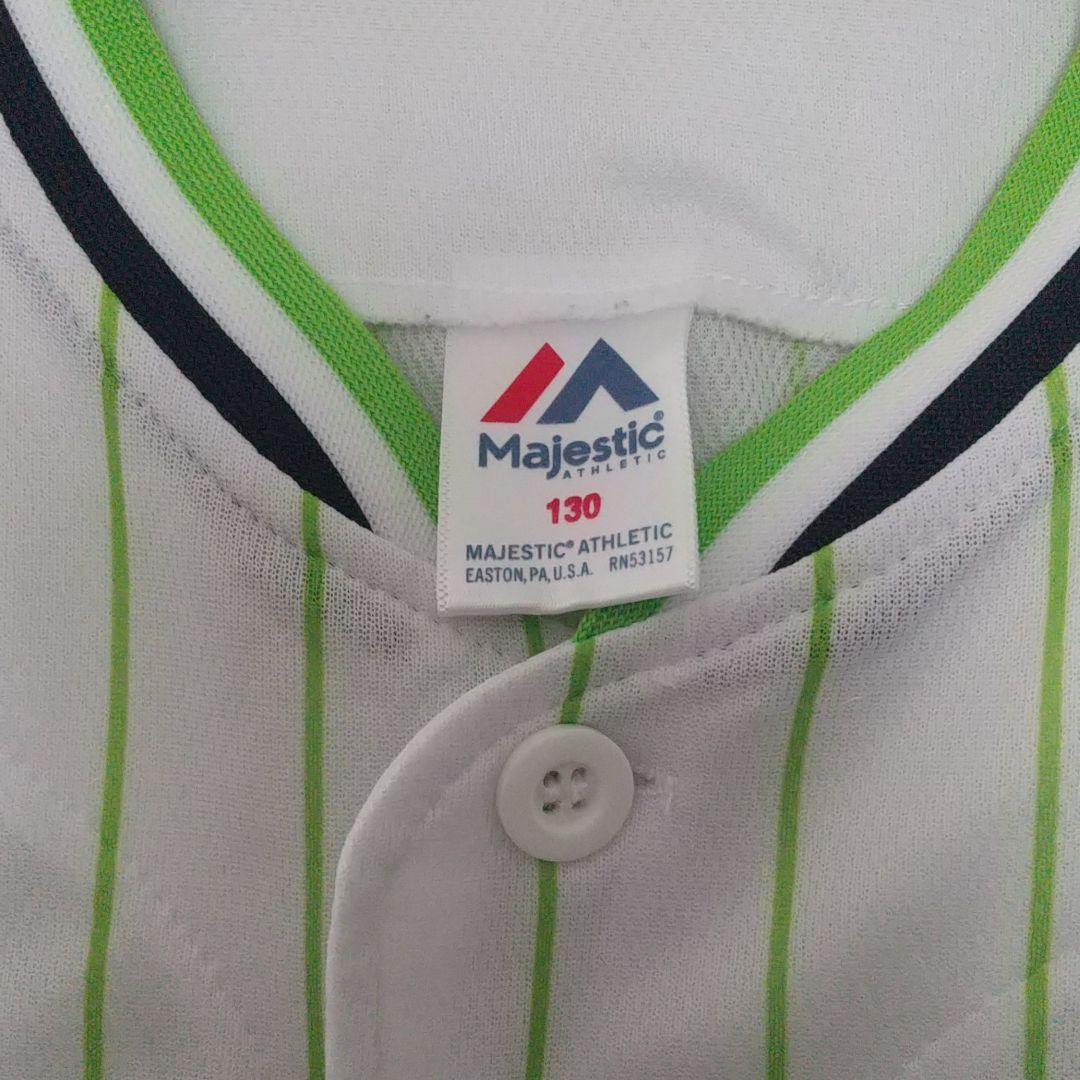 Majestic®
ATHLETIC
130
MAJESTIC® ATHLETIC
EASTON, PA, U.S.A. RN53157